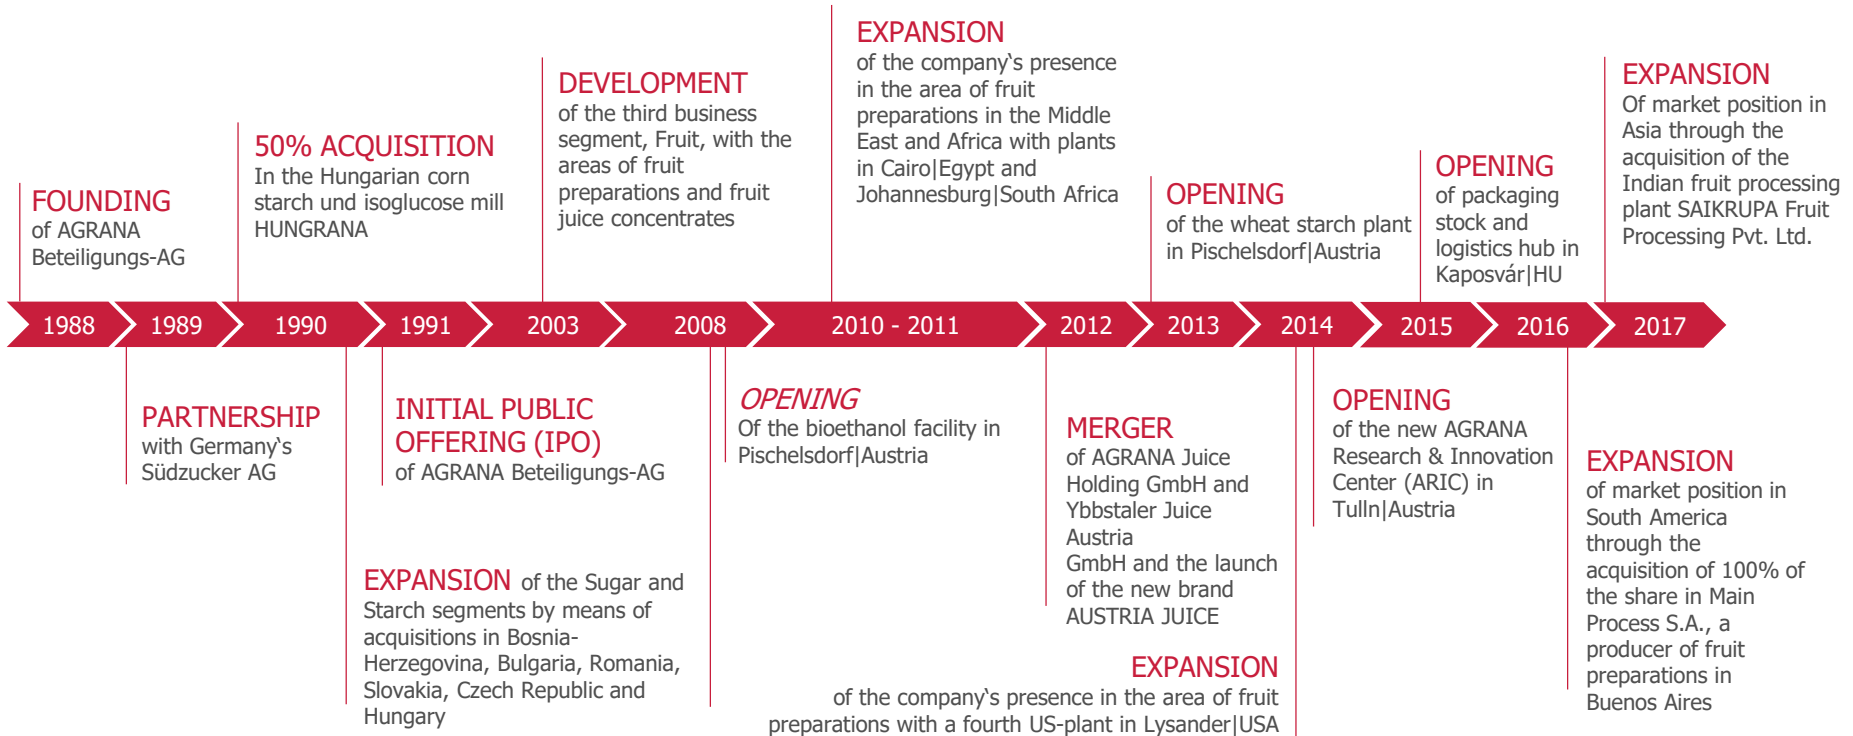 FOUNDING
of AGRANA
Beteiligungs-AG
50% ACQUISITION
In the Hungarian corn
starch und isoglucose mill
HUNGRANA
DEVELOPMENT
of the third business
segment, Fruit, with the
areas of fruit
preparations and fruit
juice concentrates
EXPANSION
of the company‘s presence
in the area of fruit
preparations in the Middle
East and Africa with plants
in Cairo|Egypt and
Johannesburg|South Africa
OPENING
of the wheat starch plant
in Pischelsdorf|Austria
OPENING
of packaging
stock and
logistics hub in
Kaposvár|HU
EXPANSION
Of market position in
Asia through the
acquisition of the
Indian fruit processing
plant SAIKRUPA Fruit
Processing Pvt. Ltd.
1988 1989 1990 1991 2003 2008 2010 - 2011 2012 2013 2014 2015 2016 2017
PARTNERSHIP
with Germany‘s
Südzucker AG
EXPANSION of the Sugar and
Starch segments by means of
acquisitions in Bosnia-
Herzegovina, Bulgaria, Romania,
Slovakia, Czech Republic and
Hungary
INITIAL PUBLIC
OFFERING (IPO)
of AGRANA Beteiligungs-AG
OPENING
Of the bioethanol facility in
Pischelsdorf|Austria
MERGER
of AGRANA Juice
Holding GmbH and
Ybbstaler Juice
Austria
GmbH and the launch
of the new brand
AUSTRIA JUICE
EXPANSION
of the company‘s presence in the area of fruit
preparations with a fourth US-plant in Lysander|USA
OPENING
of the new AGRANA
Research & Innovation
Center (ARIC) in
Tulln|Austria
EXPANSION
of market position in
South America
through the
acquisition of 100% of
the share in Main
Process S.A., a
producer of fruit
preparations in
Buenos Aires